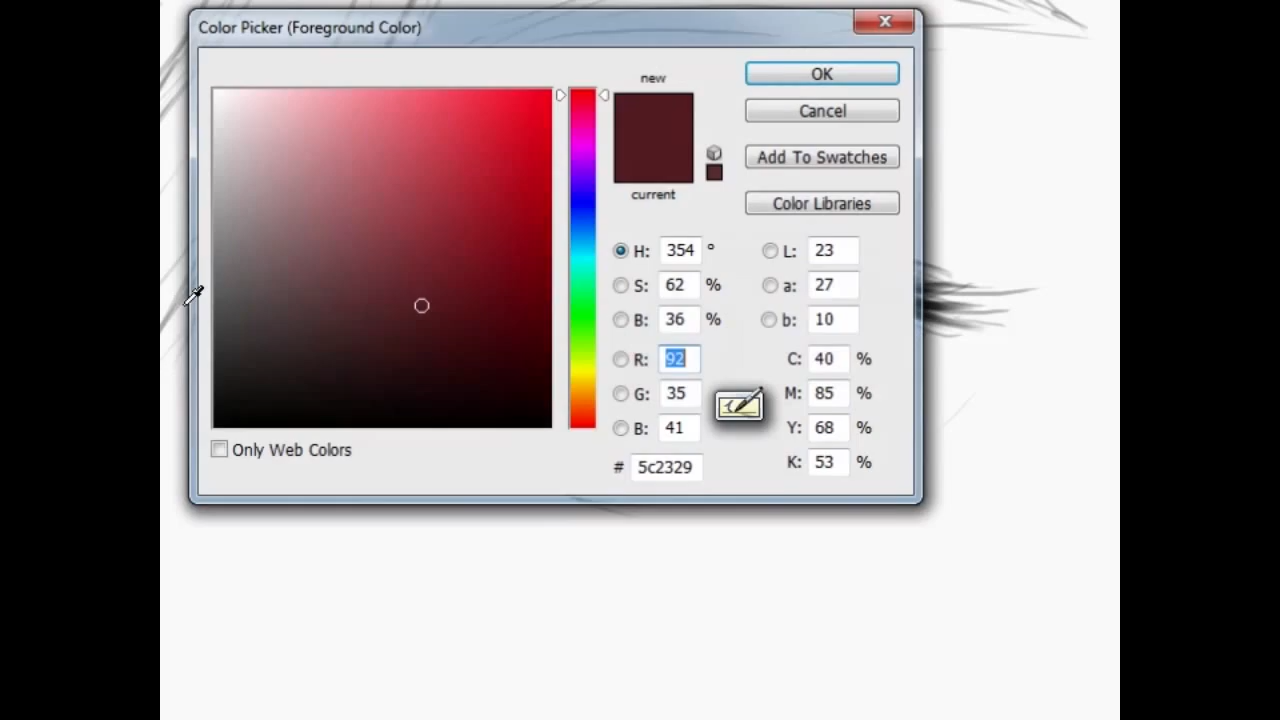 Color Picker (Foreground Color)
new
current
OK
Cancel
Add To Swatches
Color Libraries
H: 354 °
S: 62 %
B: 36 %
R: 92
G: 35
B: 41
# 5c2329
L: 23
a: 27
b: 10
C: 40 %
M: 85 %
Y: 68 %
K: 53 %
Only Web Colors